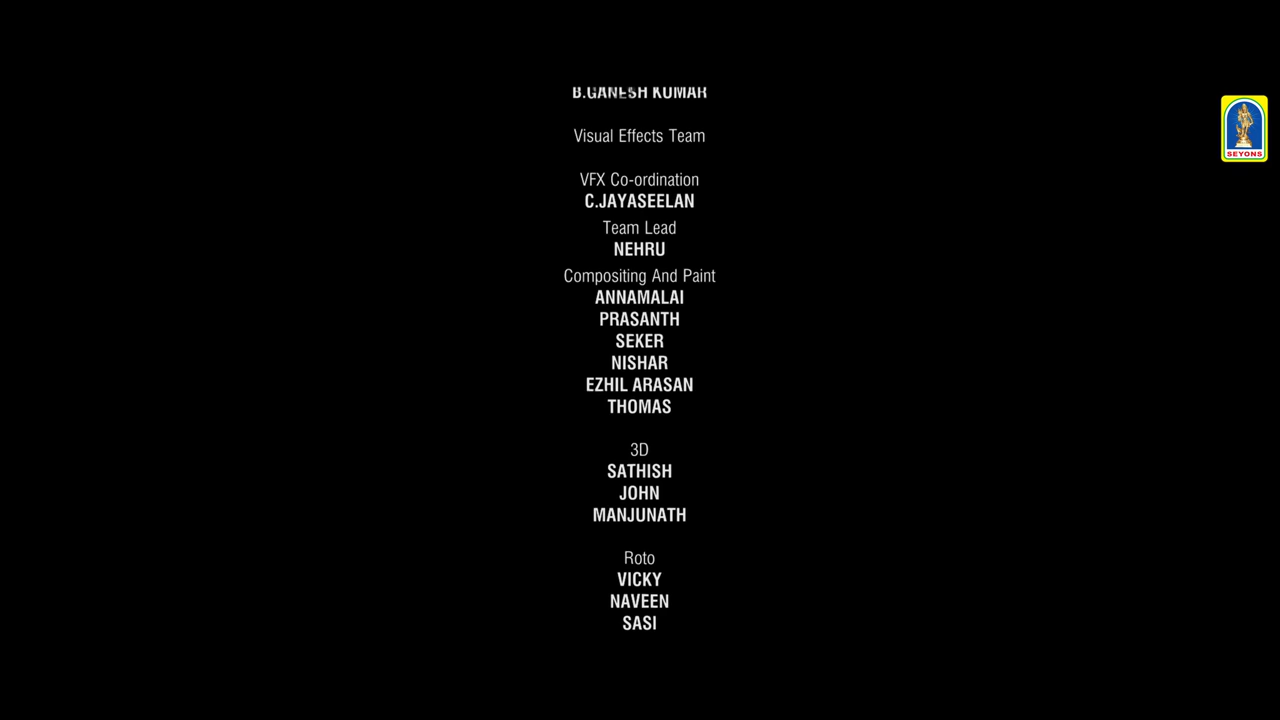 B.GANESH KUMAR
Visual Effects Team
VFX Co-ordination
C.JAYASEELAN
Team Lead
NEHRU
Compositing And Paint
ANNAMALAI
PRASANTH
SEKER
NISHAR
EZHIL ARASAN
THOMAS
3D
SATHISH
JOHN
MANJUNATH
Roto
VICKY
NAVEEN
SASI
SEYONS